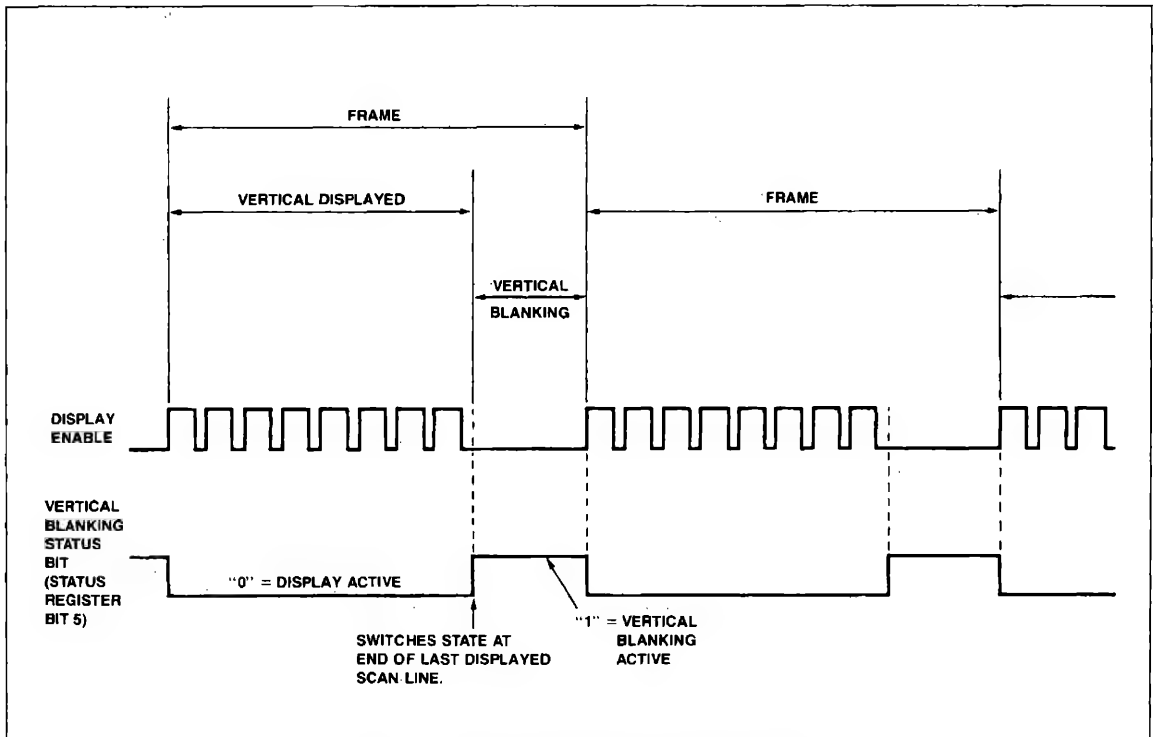 FRAME
VERTICAL DISPLAYED
FRAME
VERTICAL
BLANKING
DISPLAY
ENABLE
VERTICAL
BLANKING
STATUS
BIT
(STATUS
REGISTER
BIT 5)
"0" = DISPLAY ACTIVE
SWITCHES STATE AT
END OF LAST DISPLAYED
SCAN LINE.
"1" = VERTICAL
BLANKING
ACTIVE